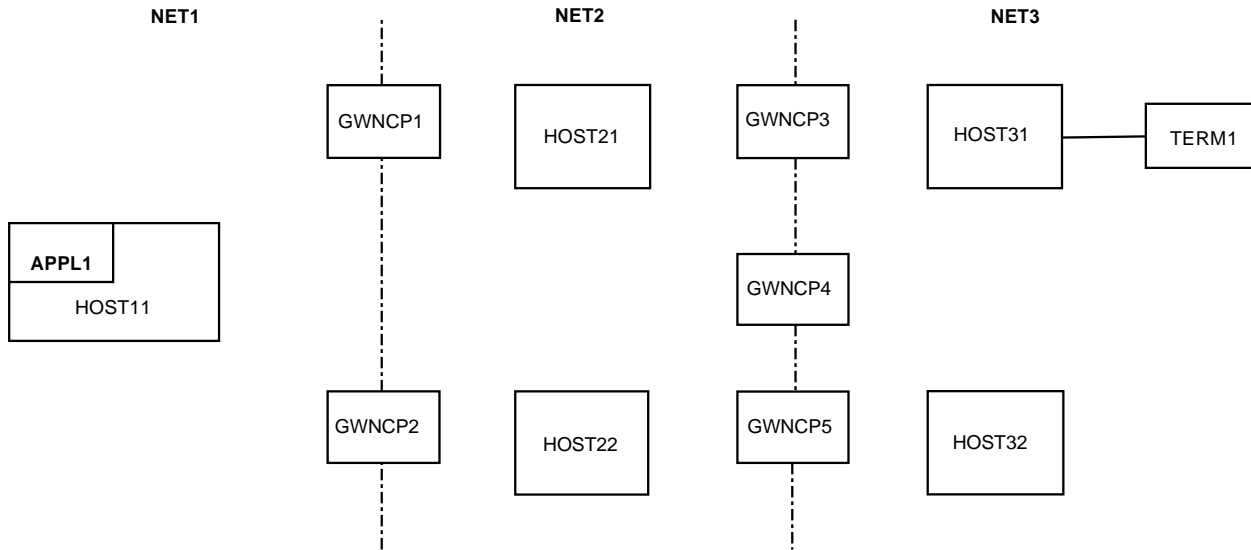 NET1
NET2
NET3
GWNCP1
HOST21
GWNCP3
HOST31
TERM1
APPL1
HOST11
GWNCP4
GWNCP2
HOST22
GWNCP5
HOST32